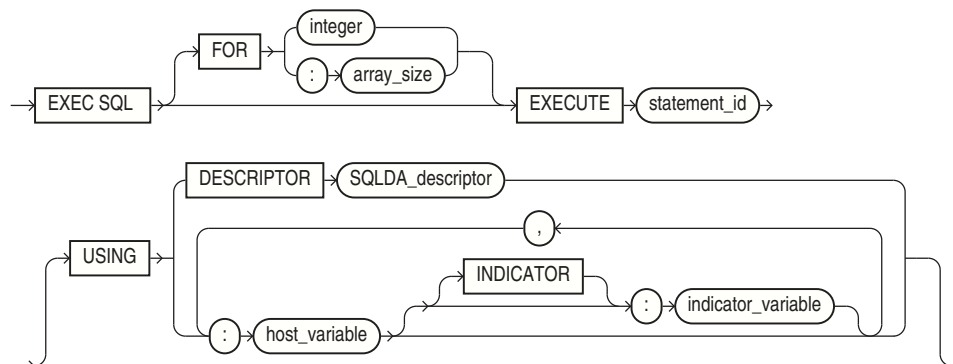 integer
FOR
: array_size
EXEC SQL EXECUTE statement_id
DESCRIPTOR SQLDA_descriptor
,
USING
INDICATOR
: host_variable : indicator_variable